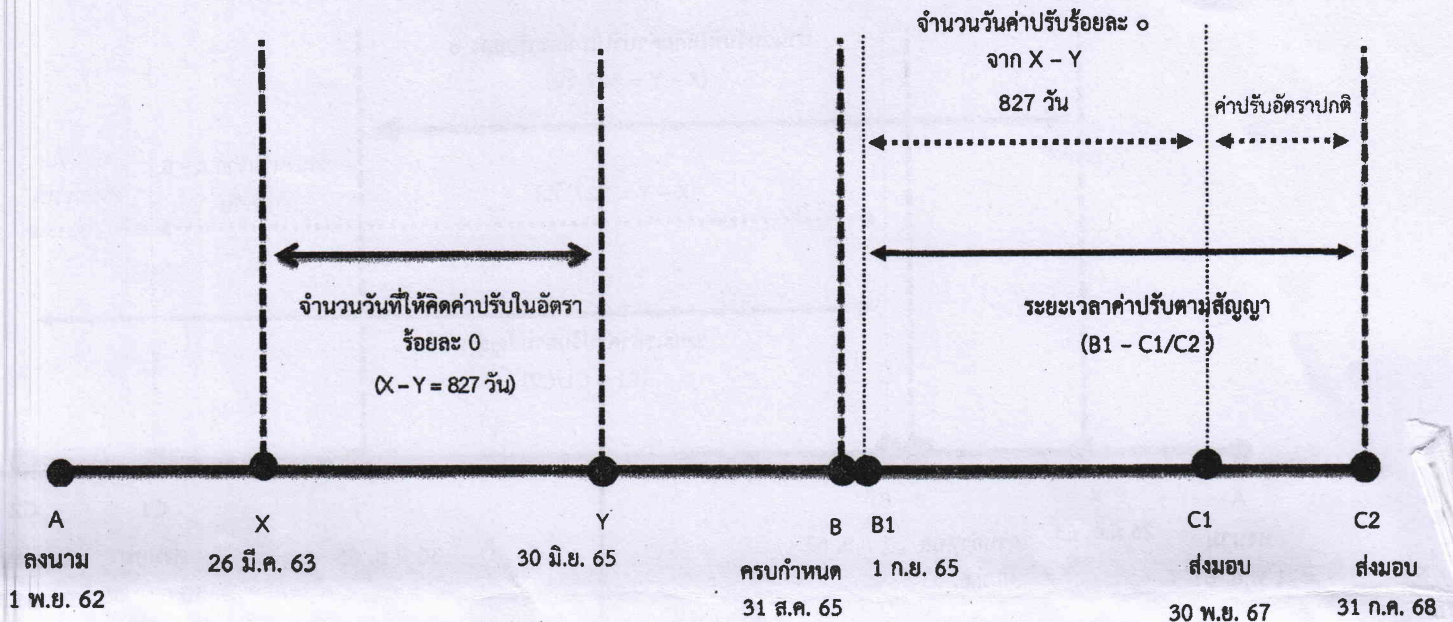 จำนวนวันค่าปรับร้อยละ ๐
จาก X – Y
827 วัน
ค่าปรับอัตราปกติ
จำนวนวันที่ให้คิดค่าปรับในอัตรา
ร้อยละ 0
(X – Y = 827 วัน)
ระยะเวลาค่าปรับตามสัญญา
(B1 – C1/C2 )
A
X
Y
B
B1
C1
C2
ลงนาม
1 พ.ย. 62
26 มี.ค. 63
30 มิ.ย. 65
ครบกำหนด
31 ส.ค. 65
1 ก.ย. 65
ส่งมอบ
30 พ.ย. 67
ส่งมอบ
31 ก.ค. 68